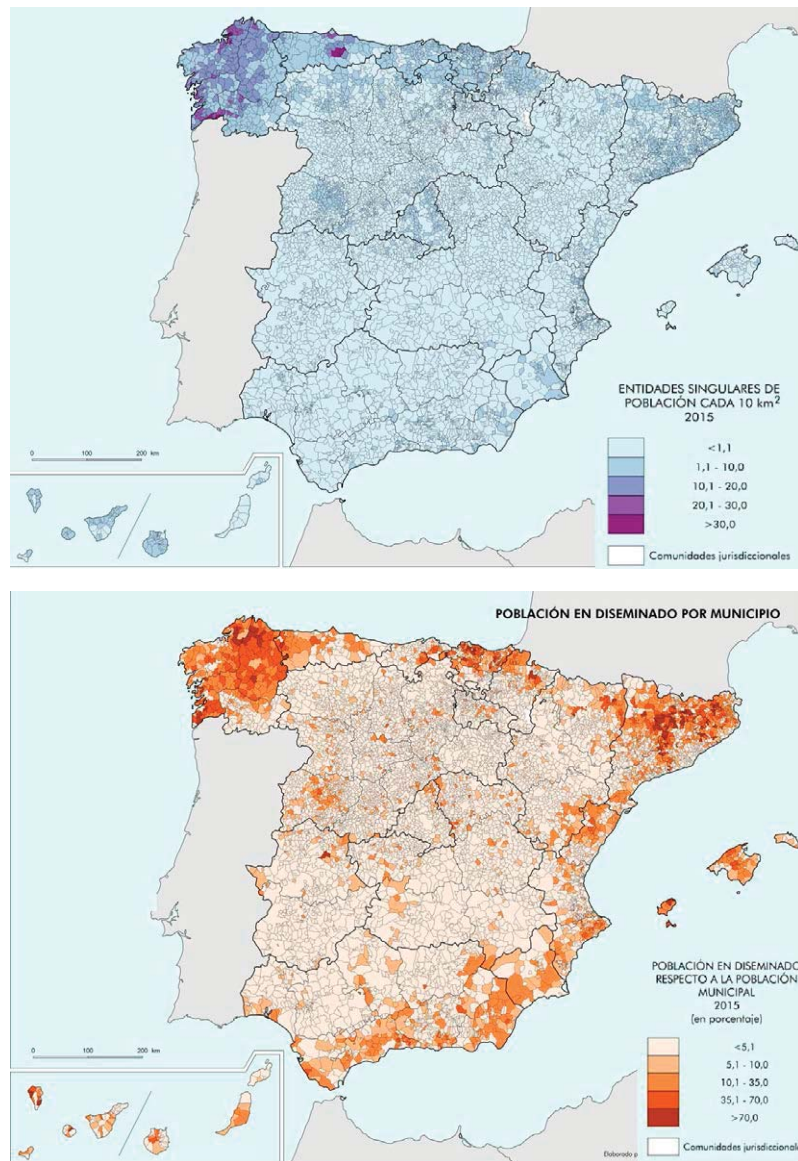 ENTIDADES SINGULARES DE
POBLACIÓN CADA 10 km²
2015
<1,1
1,1 - 10,0
10,1 - 20,0
20,1 - 30,0
>30,0
Comunidades jurisdiccionales
0 100 200 km
POBLACIÓN EN DISEMINADO POR MUNICIPIO
POBLACIÓN EN DISEMINADO
RESPECTO A LA POBLACIÓN
MUNICIPAL
2015
(en porcentaje)
<5,1
5,1 - 10,0
10,1 - 35,0
35,1 - 70,0
>70,0
Comunidades jurisdiccionale
0 100 200 km
Elaborado p